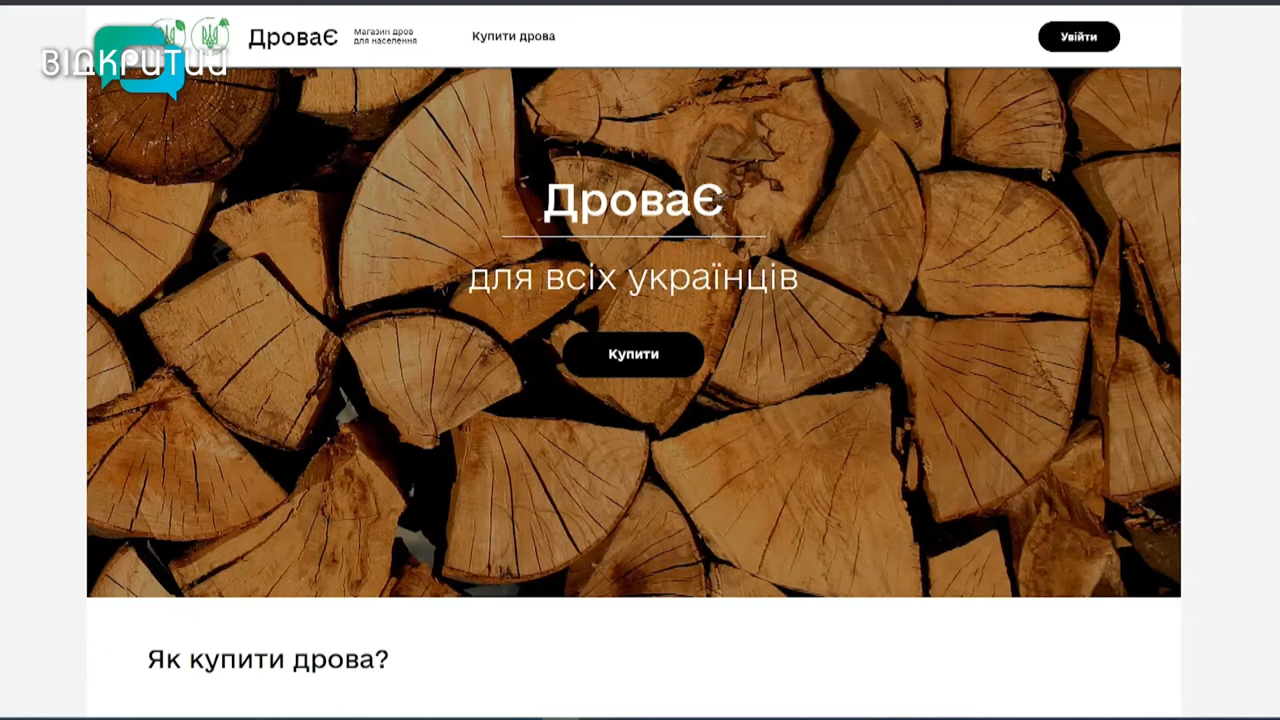 ВІДКРИТИЙ
ДроваЄ
Магазин дров
для населення
Купити дрова
Увійти
ДроваЄ
для всіх українців
Купити
Як купити дрова?